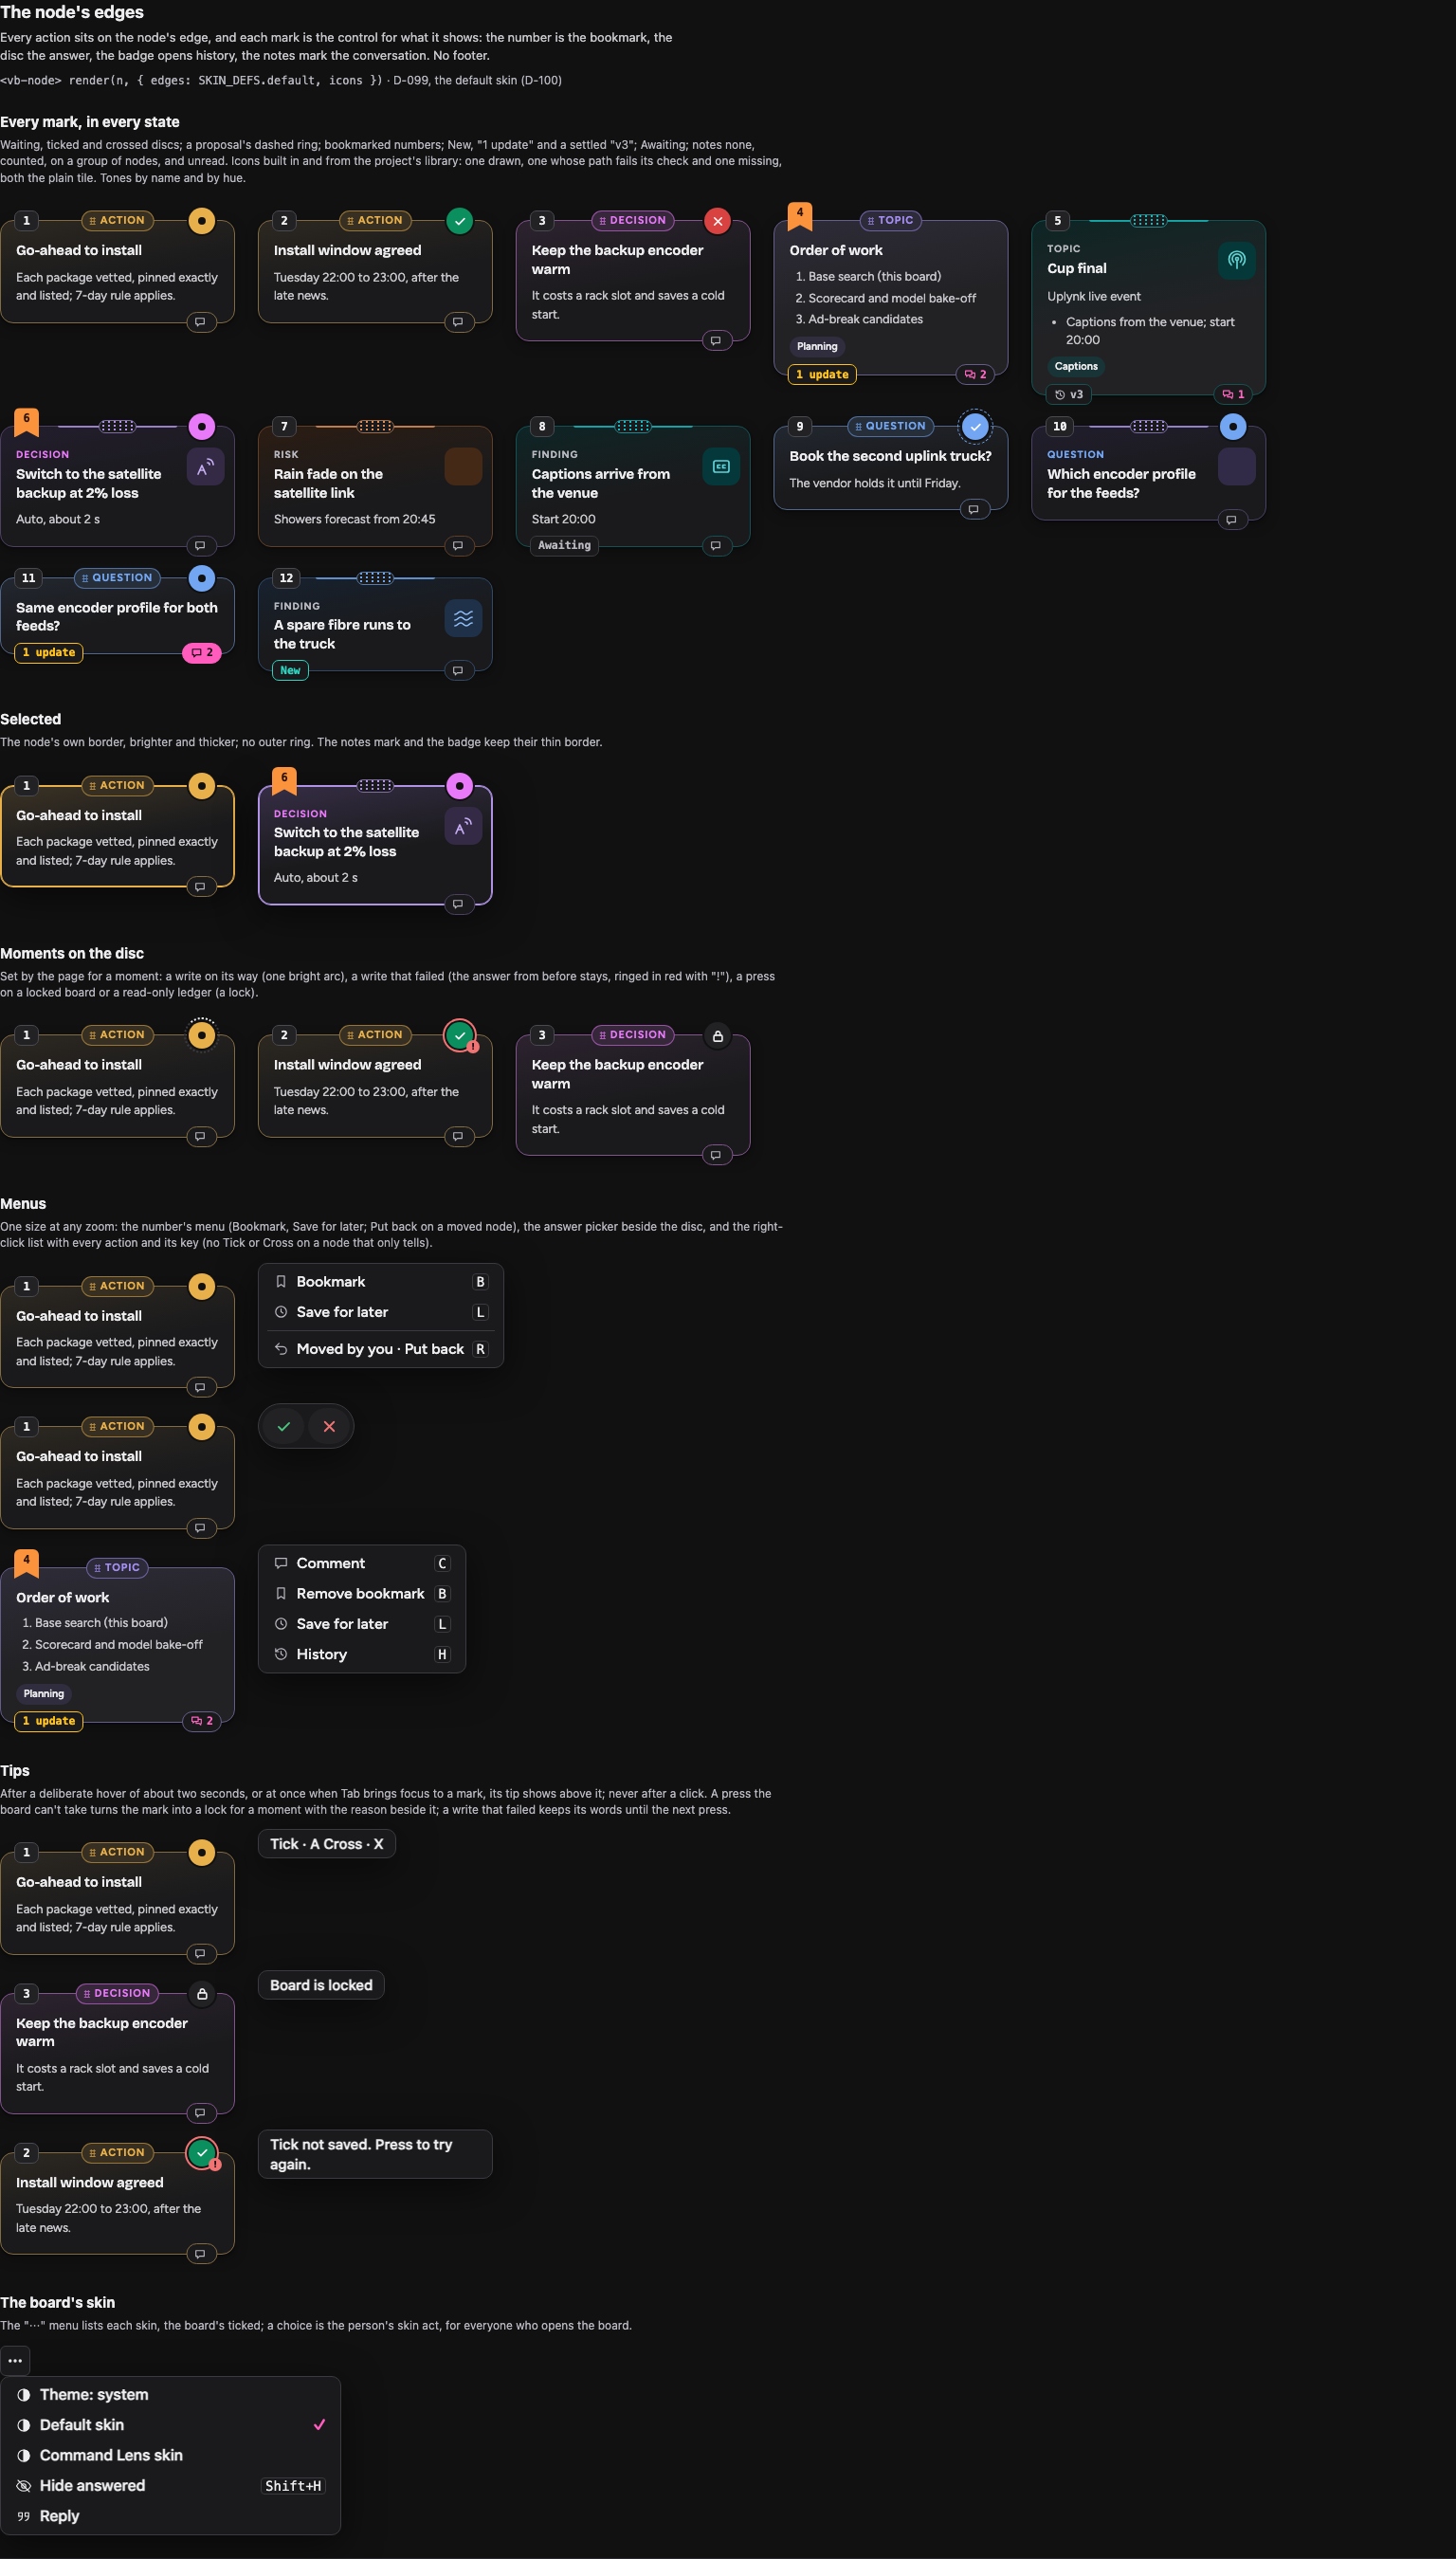 The node's edges
Every action sits on the node's edge, and each mark is the control for what it shows: the number is the bookmark, the
disc the answer, the badge opens history, the notes mark the conversation. No footer.
<vb-node> render(n, { edges: SKIN_DEFS.default, icons }) · D-099, the default skin (D-100)
Every mark, in every state
Waiting, ticked and crossed discs; a proposal's dashed ring; bookmarked numbers; New, "1 update" and a settled "v3"; Awaiting; notes none,
counted, on a group of nodes, and unread. Icons built in and from the project's library: one drawn, one whose path fails its check and one missing,
both the plain tile. Tones by name and by hue.
1 ACTION
Go-ahead to install
Each package vetted, pinned exactly
and listed; 7-day rule applies.
2 ACTION
Install window agreed
Tuesday 22:00 to 23:00, after the
late news.
3 DECISION
Keep the backup encoder
warm
It costs a rack slot and saves a cold
start.
4 TOPIC
Order of work
1. Base search (this board)
2. Scorecard and model bake-off
3. Ad-break candidates
Planning
1 update 2
5
TOPIC
Cup final
Uplynk live event
• Captions from the venue; start
20:00
Captions
v3 1
6
DECISION
Switch to the satellite
backup at 2% loss
Auto, about 2 s
7
RISK
Rain fade on the
satellite link
Showers forecast from 20:45
8
FINDING
Captions arrive from
the venue
Start 20:00
Awaiting
CC
9 QUESTION
Book the second uplink truck?
The vendor holds it until Friday.
10
QUESTION
Which encoder profile
for the feeds?
11 QUESTION
Same encoder profile for both
feeds?
1 update 2
12
FINDING
A spare fibre runs to
the truck
New
Selected
The node's own border, brighter and thicker; no outer ring. The notes mark and the badge keep their thin border.
1 ACTION
Go-ahead to install
Each package vetted, pinned exactly
and listed; 7-day rule applies.
6
DECISION
Switch to the satellite
backup at 2% loss
Auto, about 2 s
Moments on the disc
Set by the page for a moment: a write on its way (one bright arc), a write that failed (the answer from before stays, ringed in red with "!"), a press
on a locked board or a read-only ledger (a lock).
1 ACTION
Go-ahead to install
Each package vetted, pinned exactly
and listed; 7-day rule applies.
2 ACTION
!
Install window agreed
Tuesday 22:00 to 23:00, after the
late news.
3 DECISION
Keep the backup encoder
warm
It costs a rack slot and saves a cold
start.
Menus
One size at any zoom: the number's menu (Bookmark, Save for later; Put back on a moved node), the answer picker beside the disc, and the right-
click list with every action and its key (no Tick or Cross on a node that only tells).
1 ACTION
Go-ahead to install
Each package vetted, pinned exactly
and listed; 7-day rule applies.
Bookmark B
Save for later L
Moved by you · Put back R
1 ACTION
Go-ahead to install
Each package vetted, pinned exactly
and listed; 7-day rule applies.
4 TOPIC
Order of work
1. Base search (this board)
2. Scorecard and model bake-off
3. Ad-break candidates
Planning
1 update 2
Comment C
Remove bookmark B
Save for later L
History H
Tips
After a deliberate hover of about two seconds, or at once when Tab brings focus to a mark, its tip shows above it; never after a click. A press the
board can't take turns the mark into a lock for a moment with the reason beside it; a write that failed keeps its words until the next press.
1 ACTION
Go-ahead to install
Each package vetted, pinned exactly
and listed; 7-day rule applies.
Tick · A Cross · X
3 DECISION
Keep the backup encoder
warm
It costs a rack slot and saves a cold
start.
Board is locked
2 ACTION
!
Install window agreed
Tuesday 22:00 to 23:00, after the
late news.
Tick not saved. Press to try
again.
The board's skin
The "···" menu lists each skin, the board's ticked; a choice is the person's skin act, for everyone who opens the board.
···
Theme: system
Default skin
Command Lens skin
Hide answered Shift+H
Reply